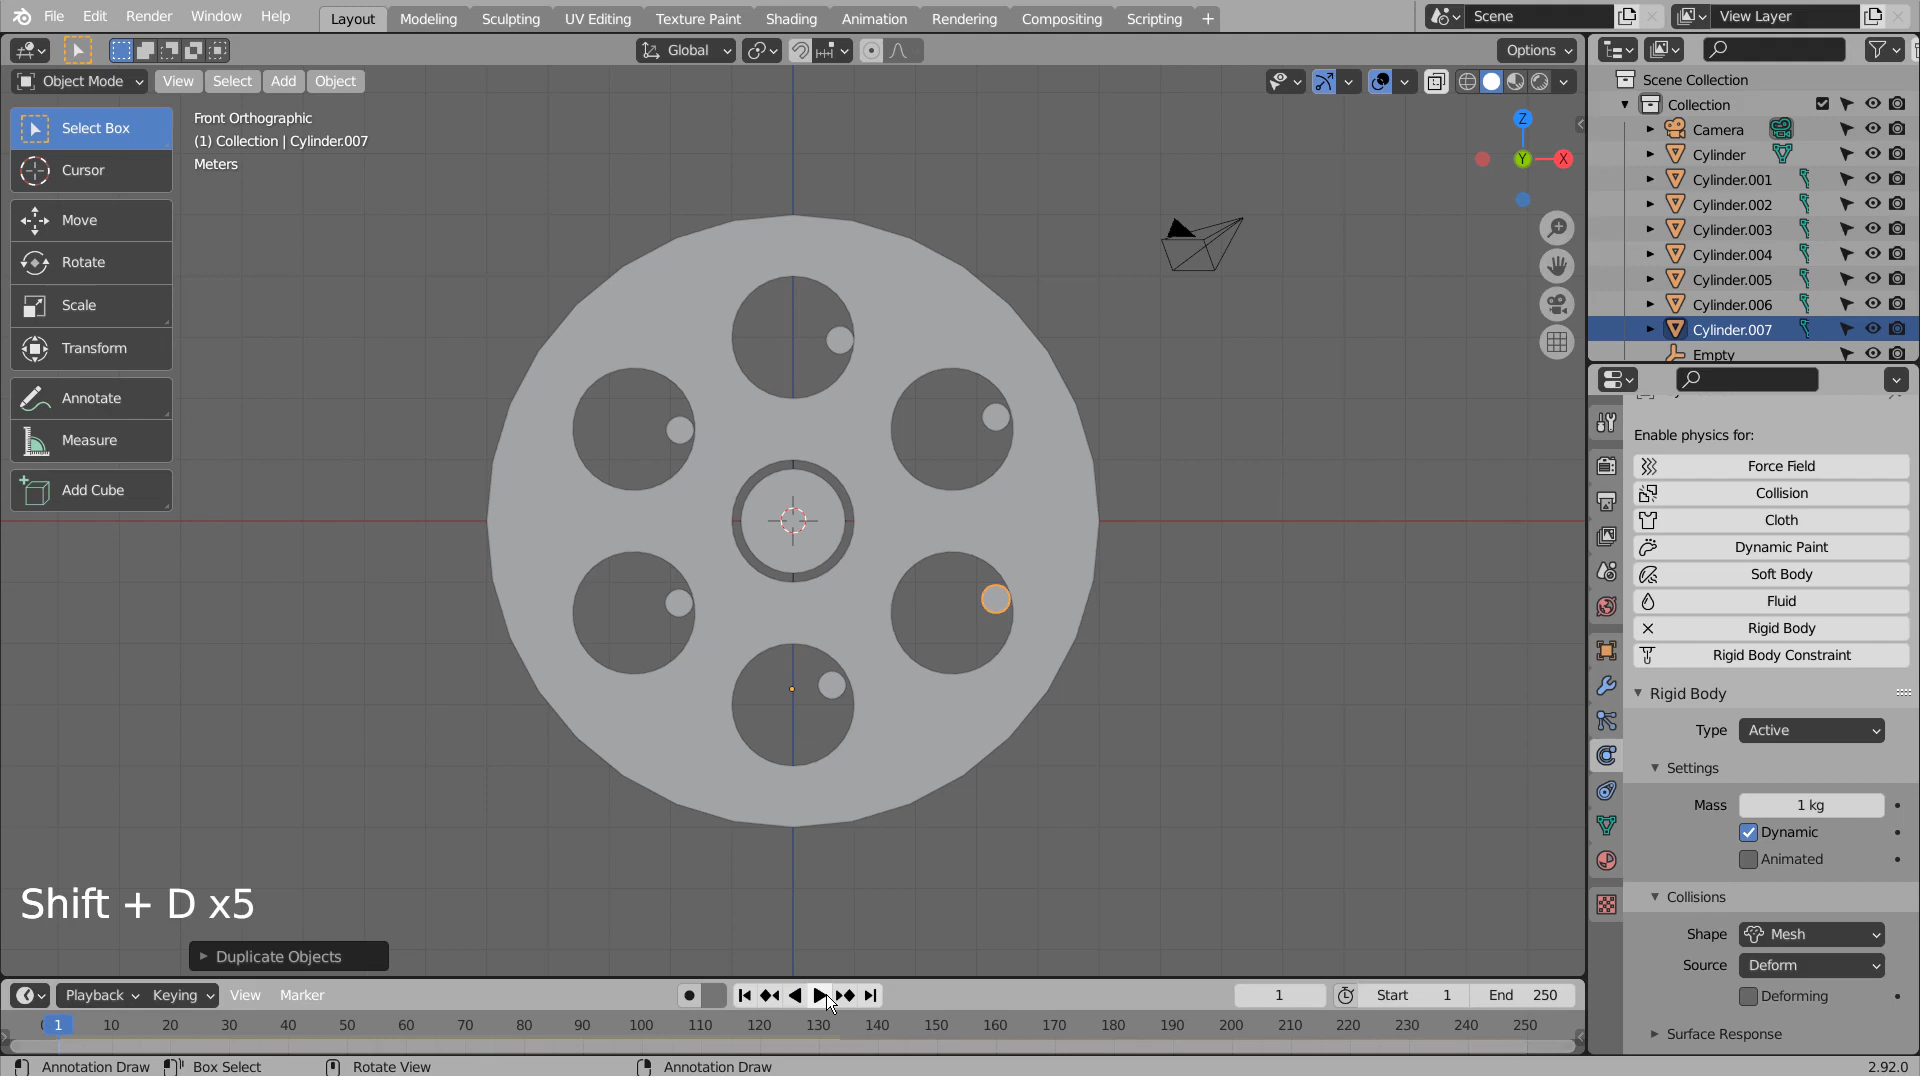 File Edit Render Window Help Layout Modeling Sculpting UV Editing Texture Paint Shading Animation Rendering Compositing Scripting + Scene View Layer
Global Options
Object Mode View Select Add Object
Select Box
Cursor
Move
Rotate
Scale
Transform
Annotate
Measure
Add Cube
Front Orthographic
(1) Collection | Cylinder.007
Meters
Z
Y
X
Shift + D x5
Duplicate Objects
Scene Collection
Collection
Camera
Cylinder
Cylinder.001
Cylinder.002
Cylinder.003
Cylinder.004
Cylinder.005
Cylinder.006
Cylinder.007
Empty
Enable physics for:
Force Field
Collision
Cloth
Dynamic Paint
Soft Body
Fluid
Rigid Body
Rigid Body Constraint
Rigid Body
Type Active
Settings
Mass 1 kg
Dynamic
Animated
Collisions
Shape Mesh
Source Deform
Deforming
Surface Response
Playback Keying View Marker 1 Start 1 End 250
1 10 20 30 40 50 60 70 80 90 100 110 120 130 140 150 160 170 180 190 200 210 220 230 240 250
Annotation Draw Box Select Rotate View Annotation Draw 2.92.0